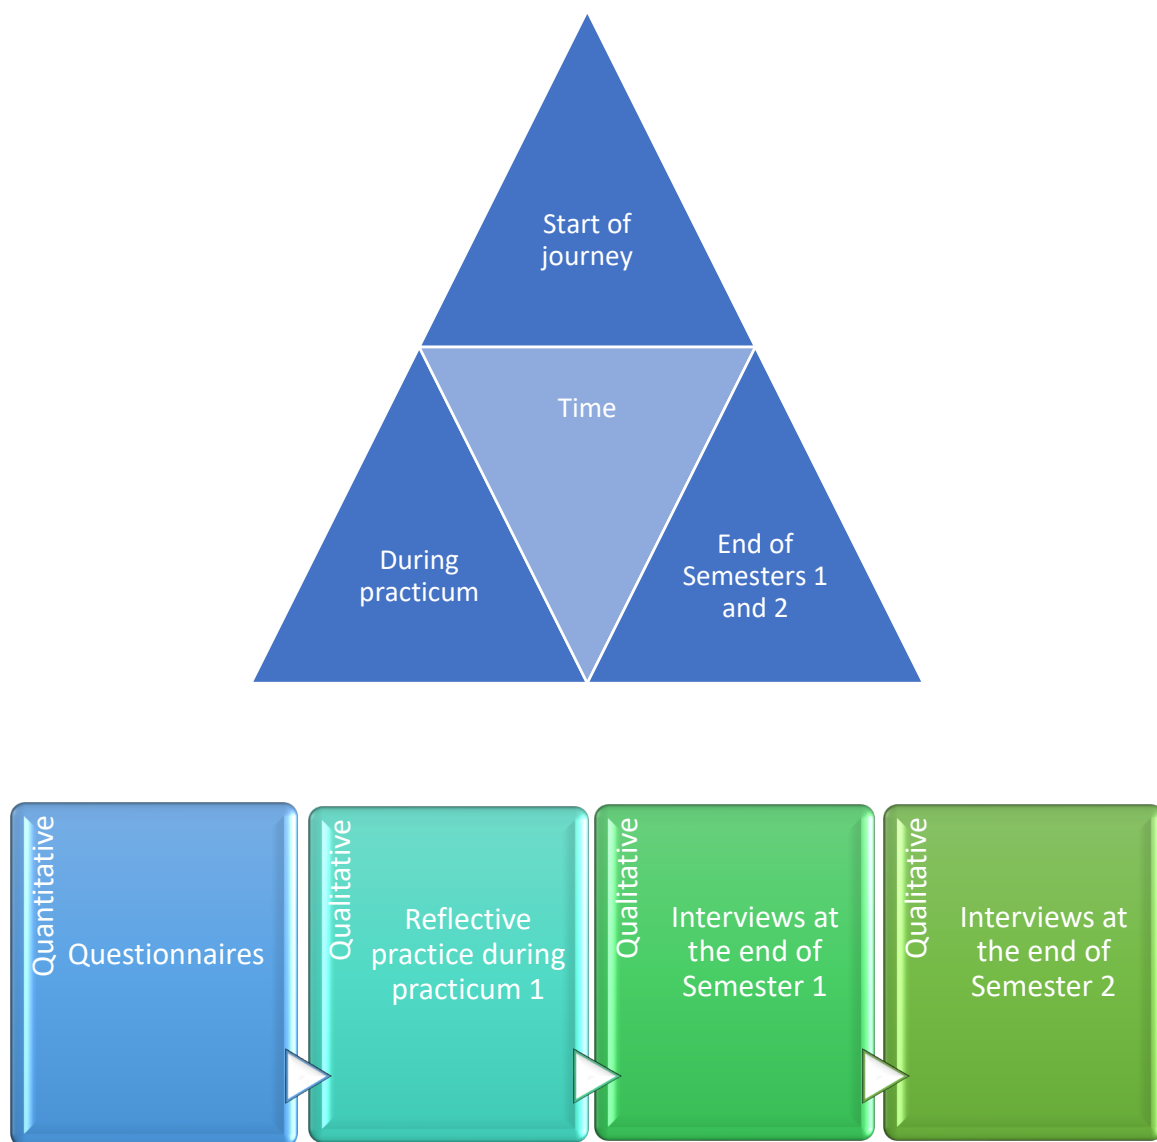 Start of
journey
Time
During
practicum
End of
Semesters 1
and 2
Quantitative
Questionnaires
Qualitative
Reflective
practice during
practicum 1
Qualitative
Interviews at
the end of
Semester 1
Qualitative
Interviews at
the end of
Semester 2